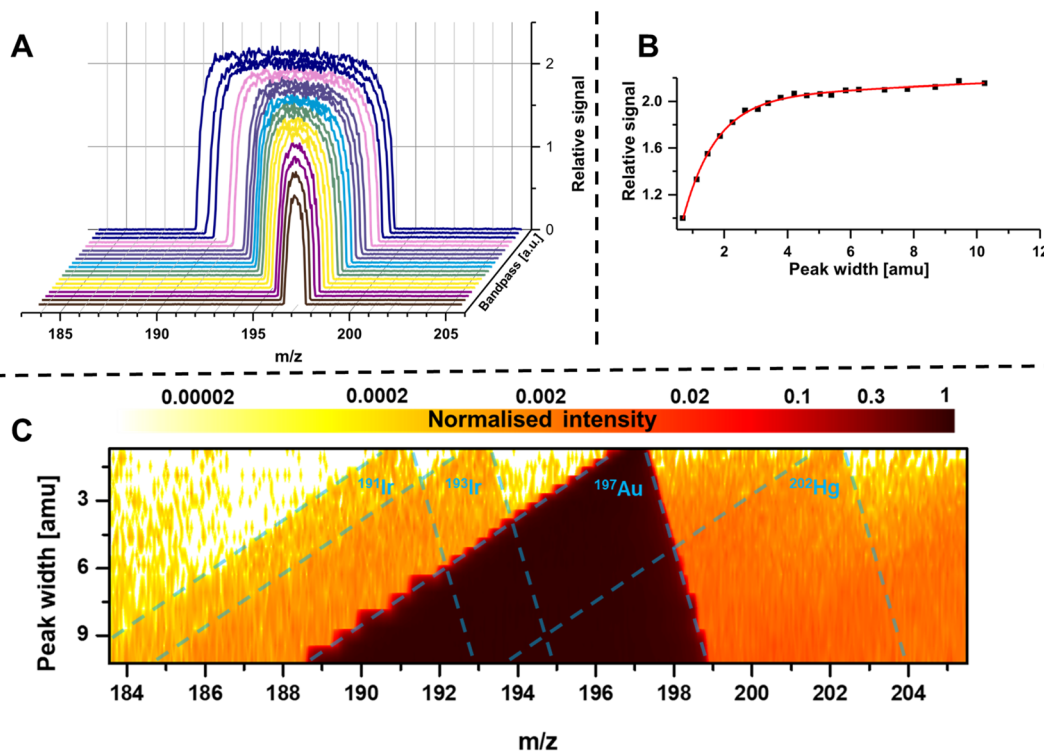 A
2
1
0
Relative signal
Bandpass [a.u.]
185 190 195 200 205
m/z
B
2.0
1.6
1.2
Relative signal
2 4 6 8 10 12
Peak width [amu]
0.00002 0.0002 0.002 0.02 0.1 0.3 1
Normalised intensity
C
191Ir 193Ir 197Au 202Hg
3
6
9
Peak width [amu]
184 186 188 190 192 194 196 198 200 202 204
m/z